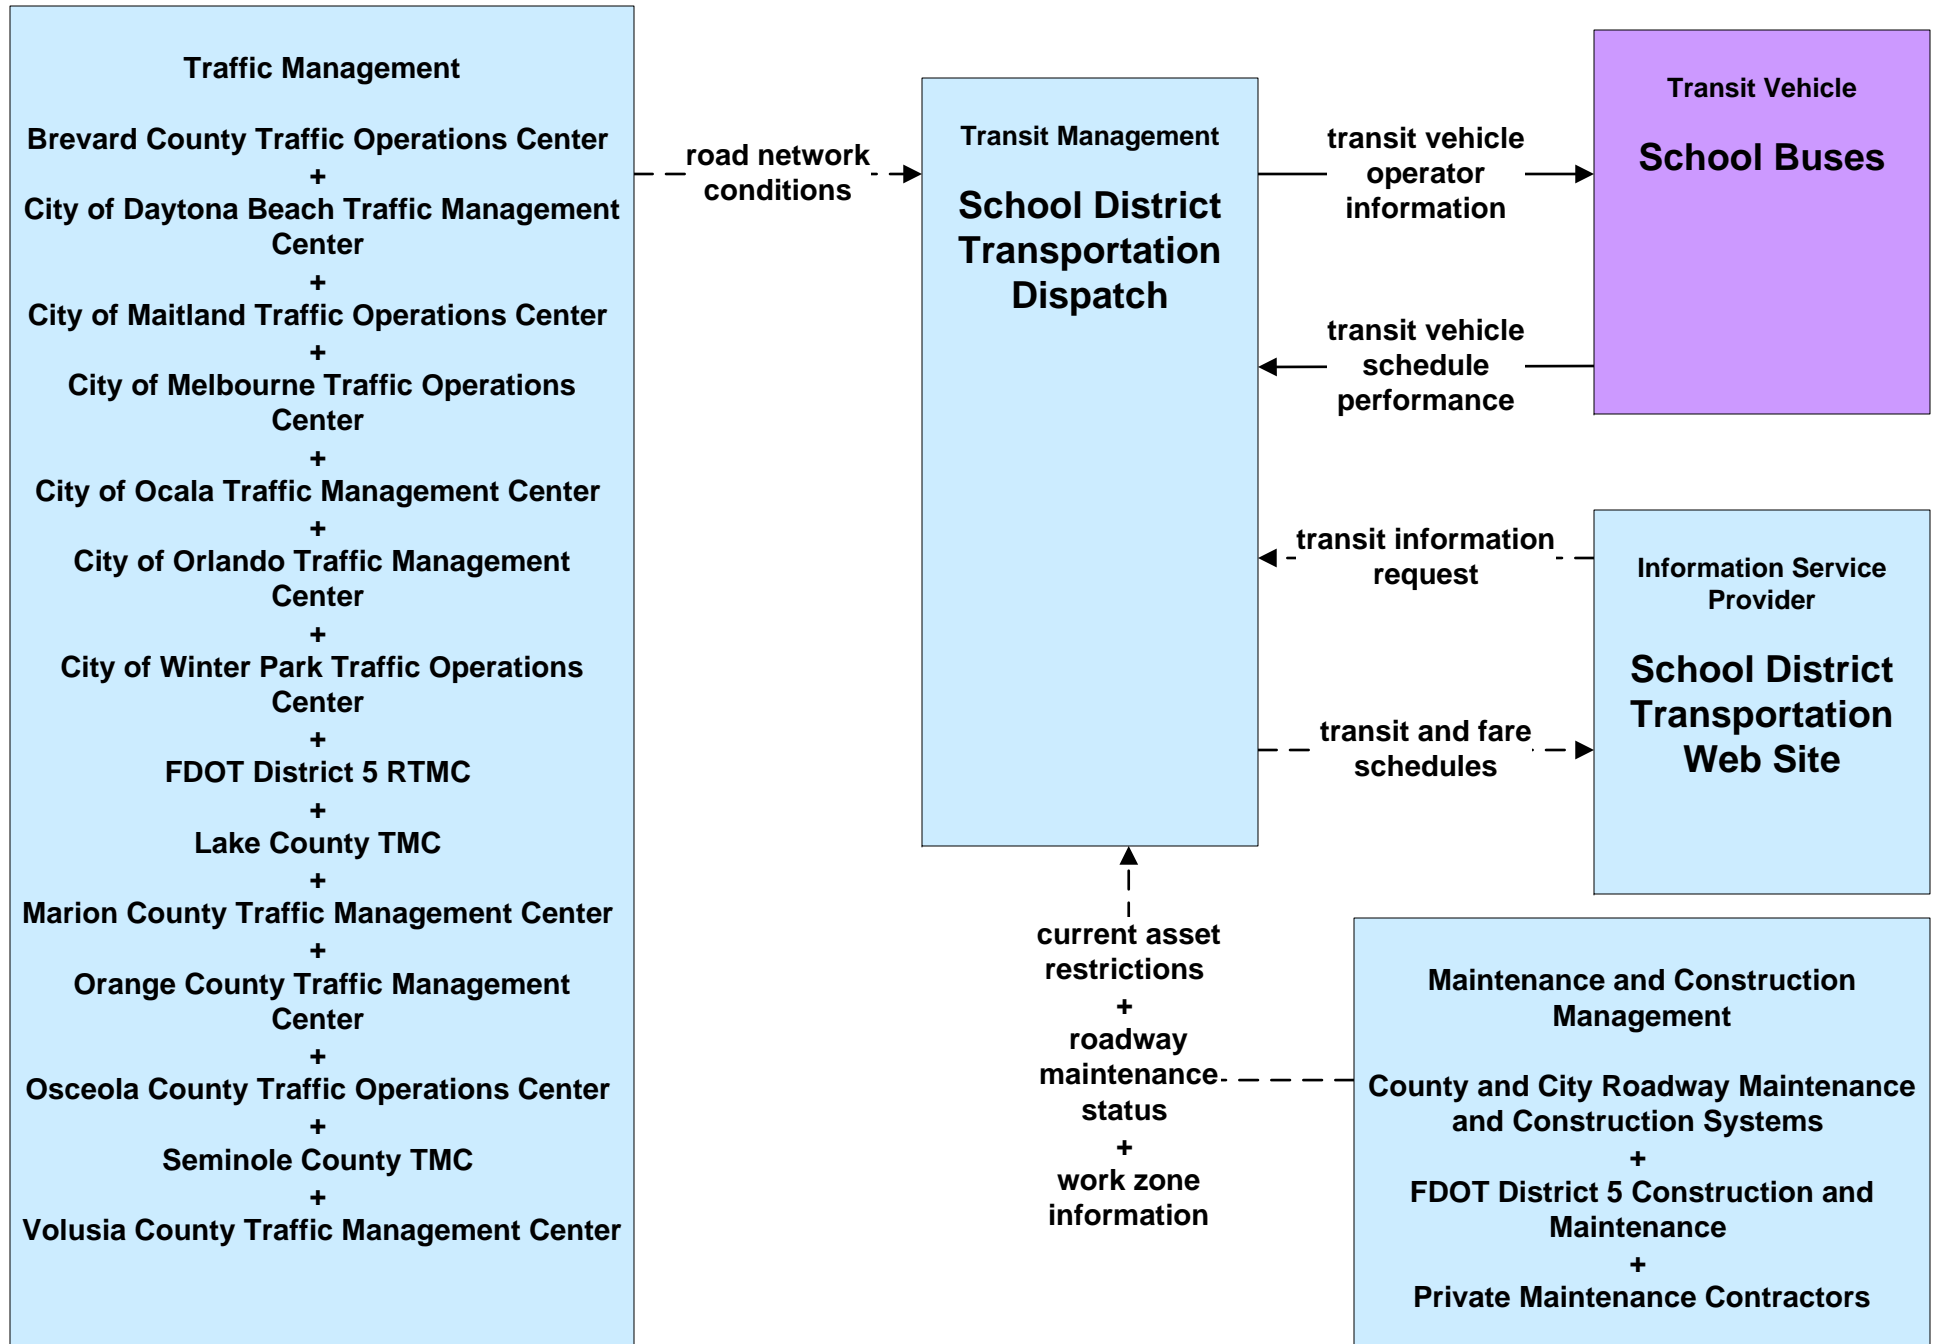 Traffic Management
Brevard County Traffic Operations Center
+
City of Daytona Beach Traffic Management
Center
+
City of Maitland Traffic Operations Center
+
City of Melbourne Traffic Operations
Center
+
City of Ocala Traffic Management Center
+
City of Orlando Traffic Management
Center
+
City of Winter Park Traffic Operations
Center
+
FDOT District 5 RTMC
+
Lake County TMC
+
Marion County Traffic Management Center
+
Orange County Traffic Management
Center
+
Osceola County Traffic Operations Center
+
Seminole County TMC
+
Volusia County Traffic Management Center
road network
conditions
Transit Management
School District
Transportation
Dispatch
transit vehicle
operator
information
transit vehicle
schedule
performance
Transit Vehicle
School Buses
transit information
request
transit and fare
schedules
Information Service
Provider
School District
Transportation
Web Site
current asset
restrictions
+
roadway
maintenance
status
+
work zone
information
Maintenance and Construction
Management
County and City Roadway Maintenance
and Construction Systems
+
FDOT District 5 Construction and
Maintenance
+
Private Maintenance Contractors